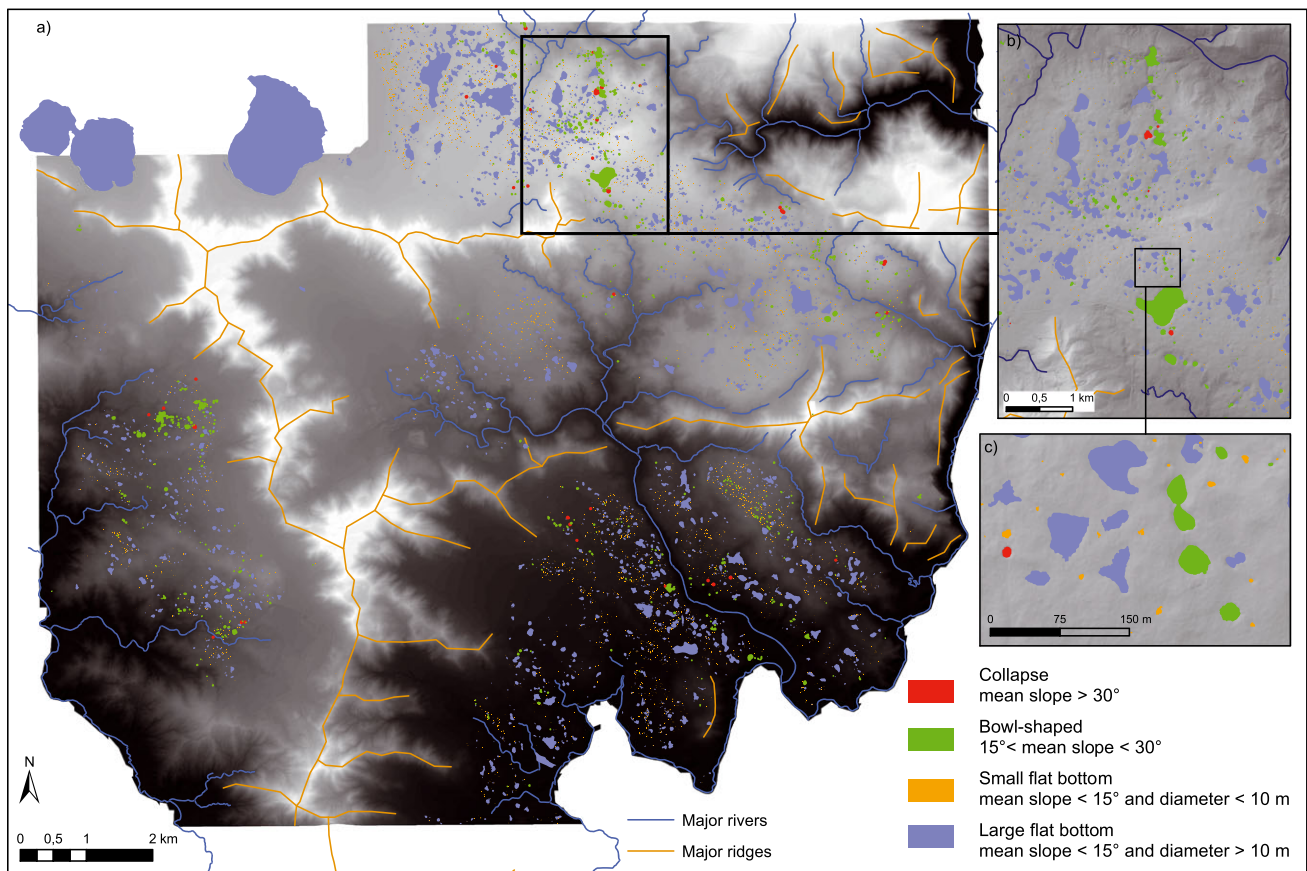 a)
b)
0 0,5 1 km
c)
0 75 150 m
Collapse
mean slope > 30°
Bowl-shaped
15°< mean slope < 30°
Small flat bottom
mean slope < 15° and diameter < 10 m
Large flat bottom
mean slope < 15° and diameter > 10 m
N
0 0,5 1 2 km
Major rivers
Major ridges